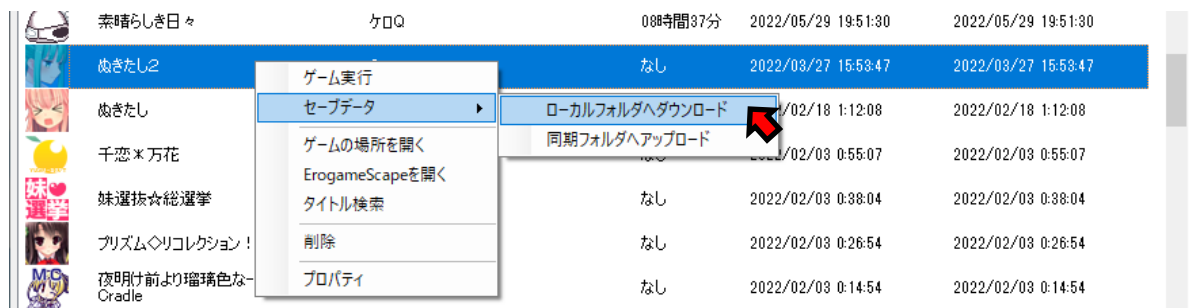 素晴らしき日々 ケロQ 08時間37分 2022/05/29 19:51:30 2022/05/29 19:51:30
ぬきたし2 なし 2022/03/27 15:53:47 2022/03/27 15:53:47
ゲーム実行
ぬきたし セーブデータ ローカルフォルダへダウンロード /02/18 1:12:08 2022/02/18 1:12:08
同期フォルダへアップロード
千恋*万花 ゲームの場所を開く なし 2022/02/03 0:55:07 2022/02/03 0:55:07
ErogameScapeを開く
妹選抜☆総選挙 タイトル検索 なし 2022/02/03 0:38:04 2022/02/03 0:38:04
妹
選挙
プリズム◇リコレクション! 削除 なし 2022/02/03 0:26:54 2022/02/03 0:26:54
夜明け前より瑠璃色な- プロパティ なし 2022/02/03 0:14:54 2022/02/03 0:14:54
Cradle